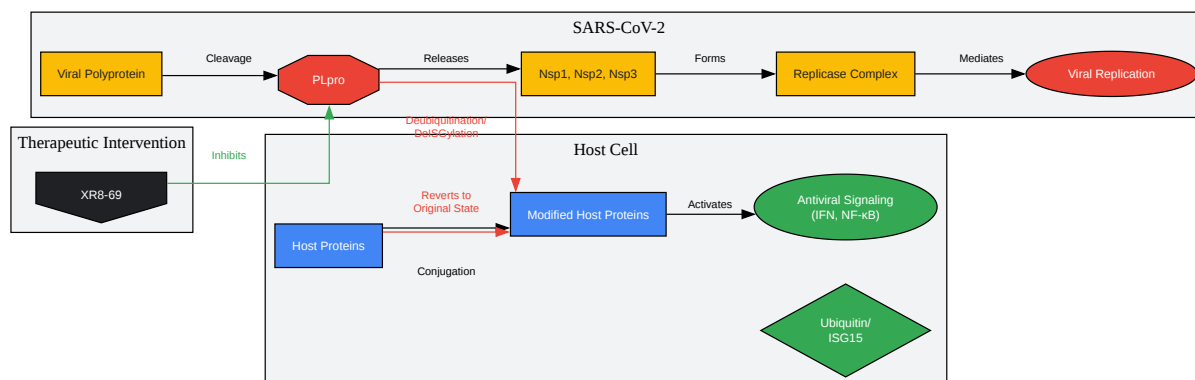 SARS-CoV-2
Viral Polyprotein
Cleavage
PLpro
Releases
Nsp1, Nsp2, Nsp3
Forms
Replicase Complex
Mediates
Viral Replication
Deubiquitination/
DeISGylation
Therapeutic Intervention
XR8-69
Inhibits
Host Cell
Host Proteins
Reverts to
Original State
Conjugation
Modified Host Proteins
Activates
Antiviral Signaling
(IFN, NF-κB)
Ubiquitin/
ISG15